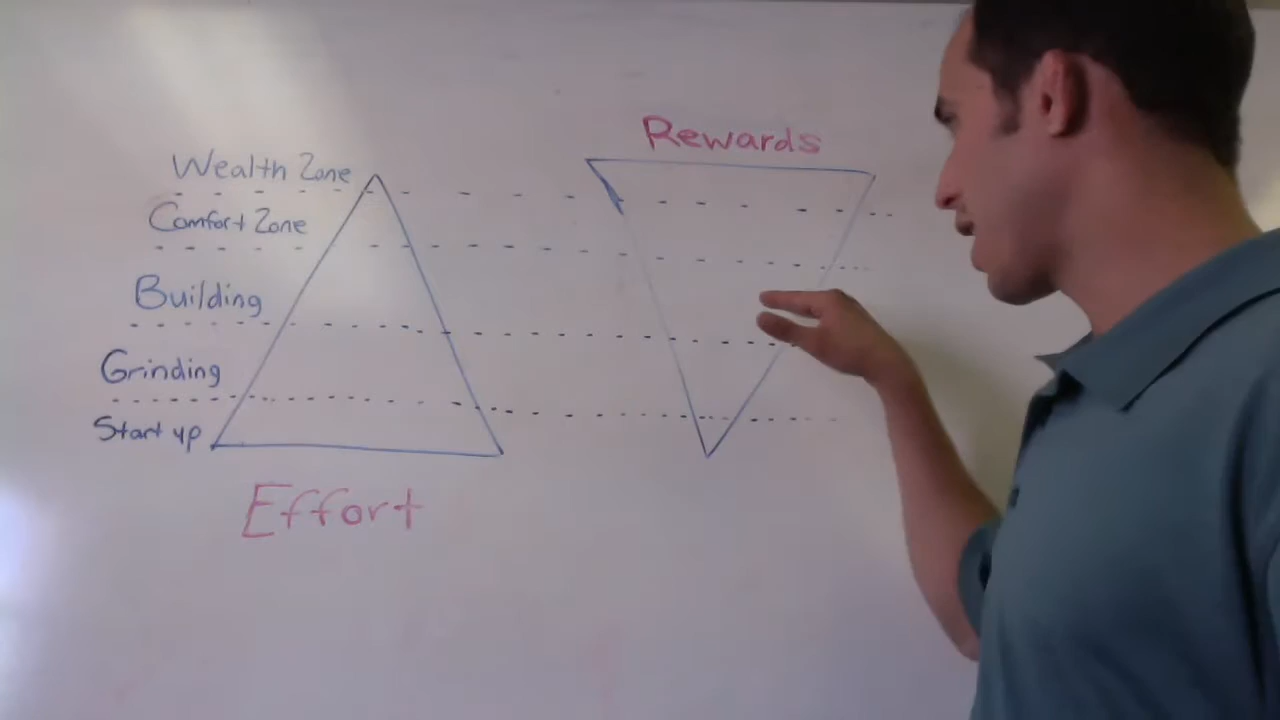 Rewards
Wealth Zone
Comfort Zone
Building
Grinding
Start up
Effort